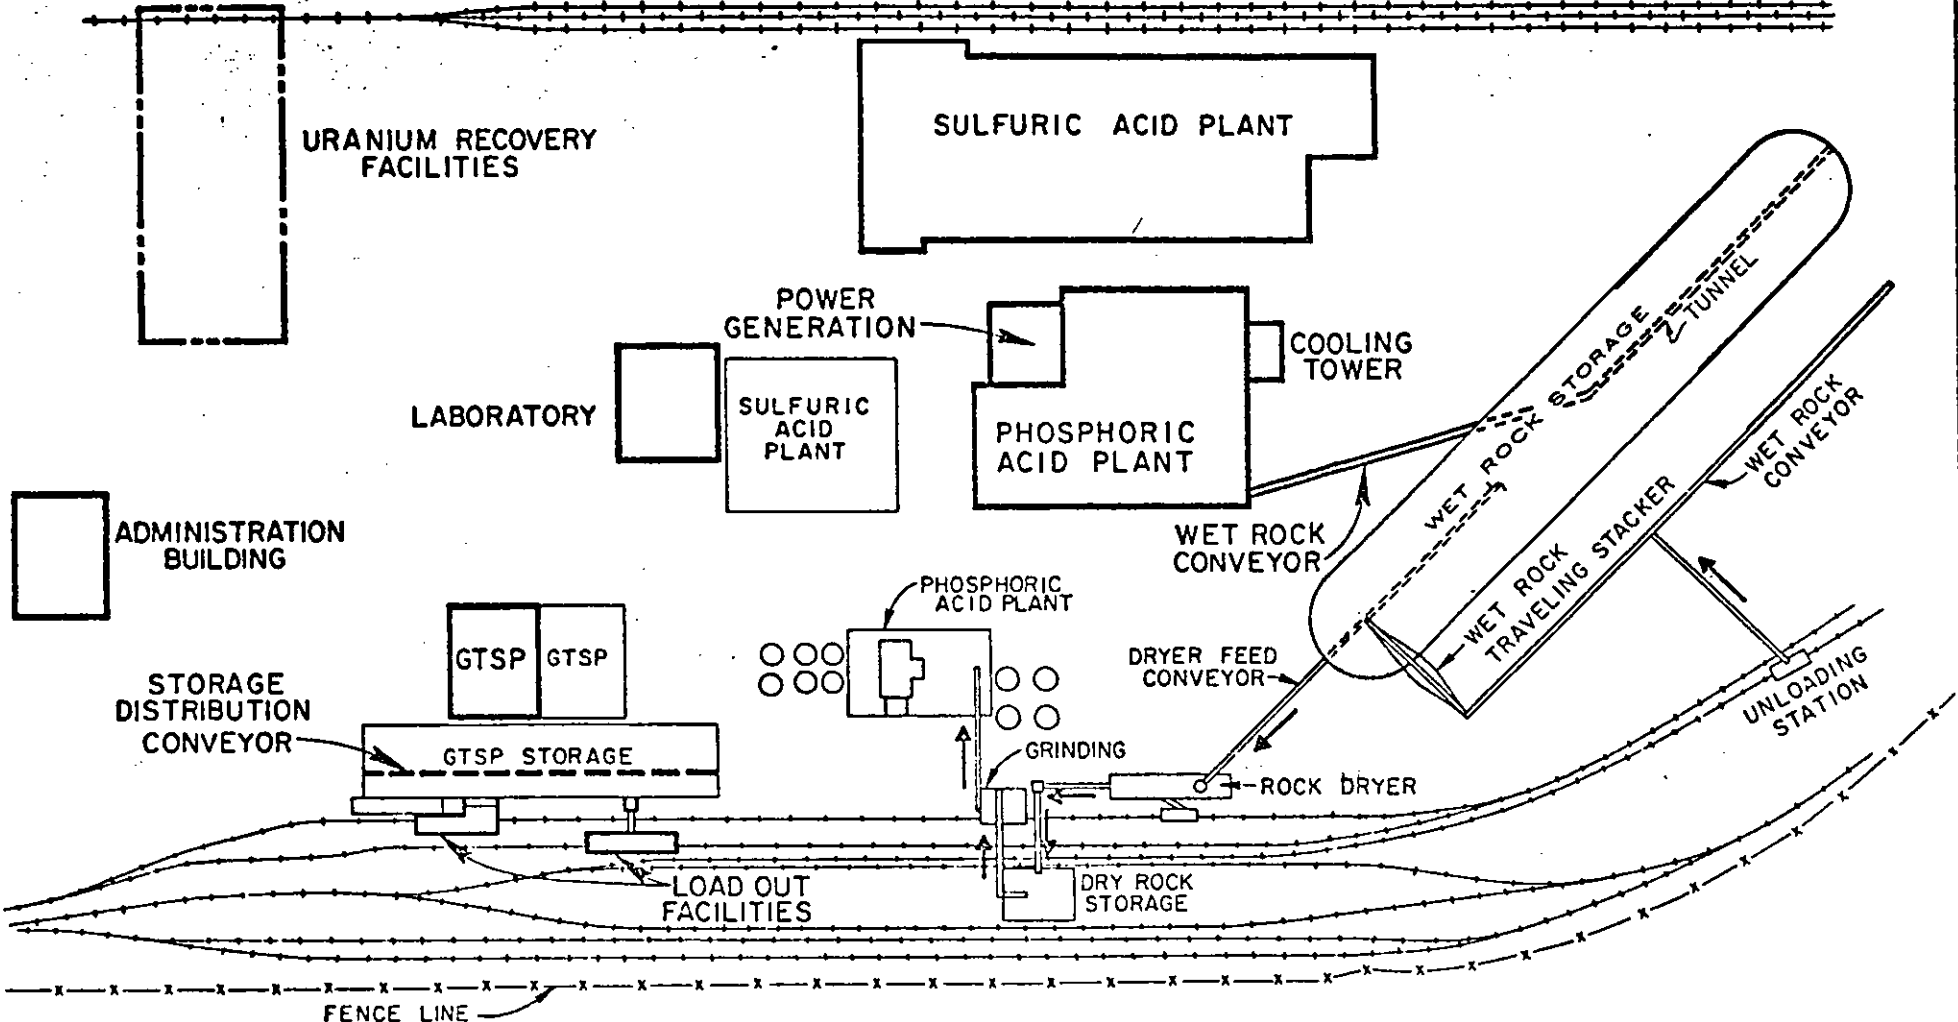 URANIUM RECOVERY
FACILITIES
SULFURIC ACID PLANT
POWER
GENERATION
COOLING
TOWER
LABORATORY
SULFURIC
ACID
PLANT
PHOSPHORIC
ACID PLANT
WET ROCK STORAGE
TUNNEL
WET ROCK
CONVEYOR
WET ROCK
CONVEYOR
WET ROCK
TRAVELING STACKER
ADMINISTRATION
BUILDING
PHOSPHORIC
ACID PLANT
DRYER FEED
CONVEYOR
UNLOADING
STATION
GTSP
GTSP
STORAGE
DISTRIBUTION
CONVEYOR
GTSP STORAGE
GRINDING
ROCK DRYER
LOAD OUT
FACILITIES
DRY ROCK
STORAGE
FENCE LINE